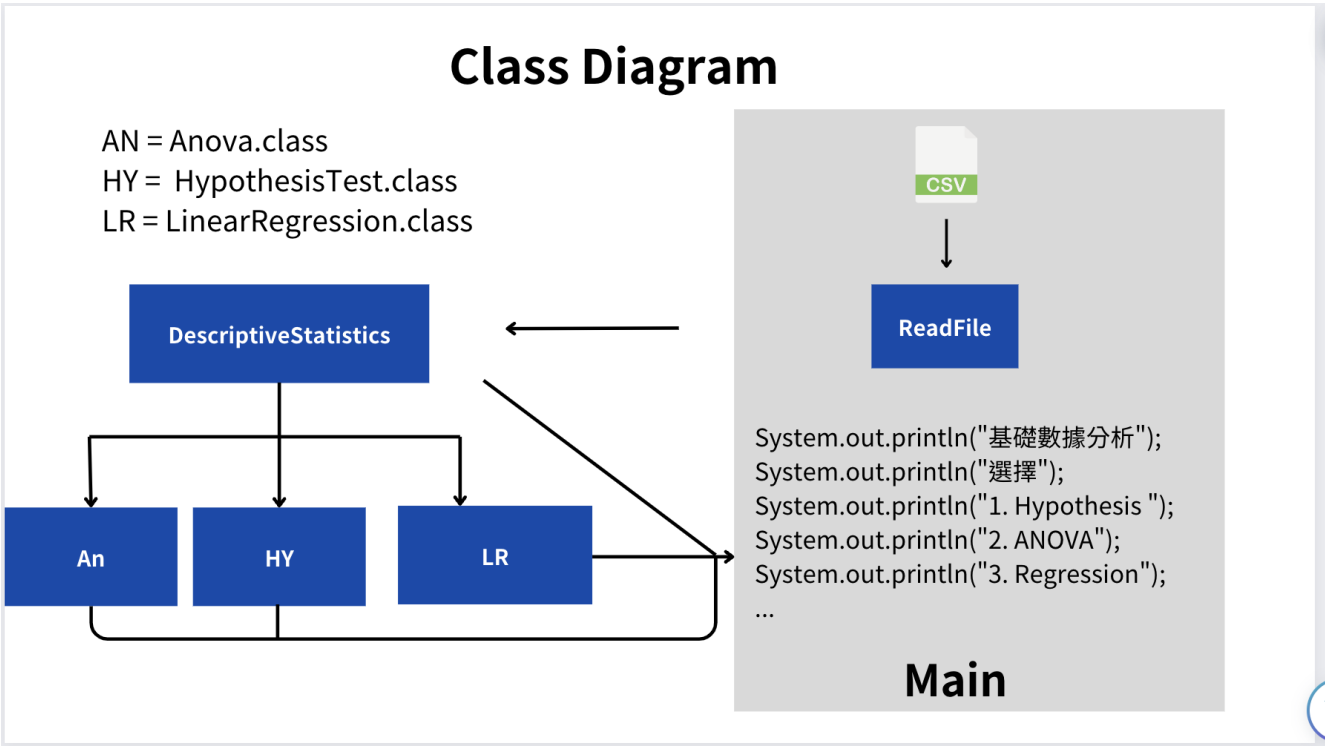 Class Diagram
AN = Anova.class
HY =  HypothesisTest.class
LR = LinearRegression.class
CSV
DescriptiveStatistics
ReadFile
An
HY
LR
System.out.println("基礎數據分析");
System.out.println("選擇");
System.out.println("1. Hypothesis ");
System.out.println("2. ANOVA");
System.out.println("3. Regression");
...
Main